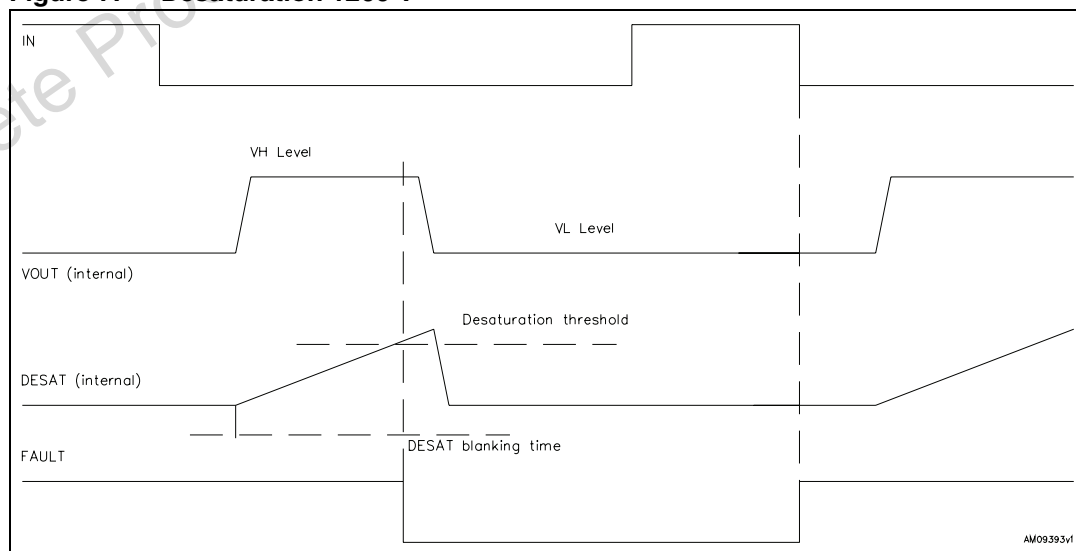 IN
VH Level
VL Level
VOUT (internal)
Desaturation threshold
DESAT (internal)
DESAT blanking time
FAULT
AM09393v1